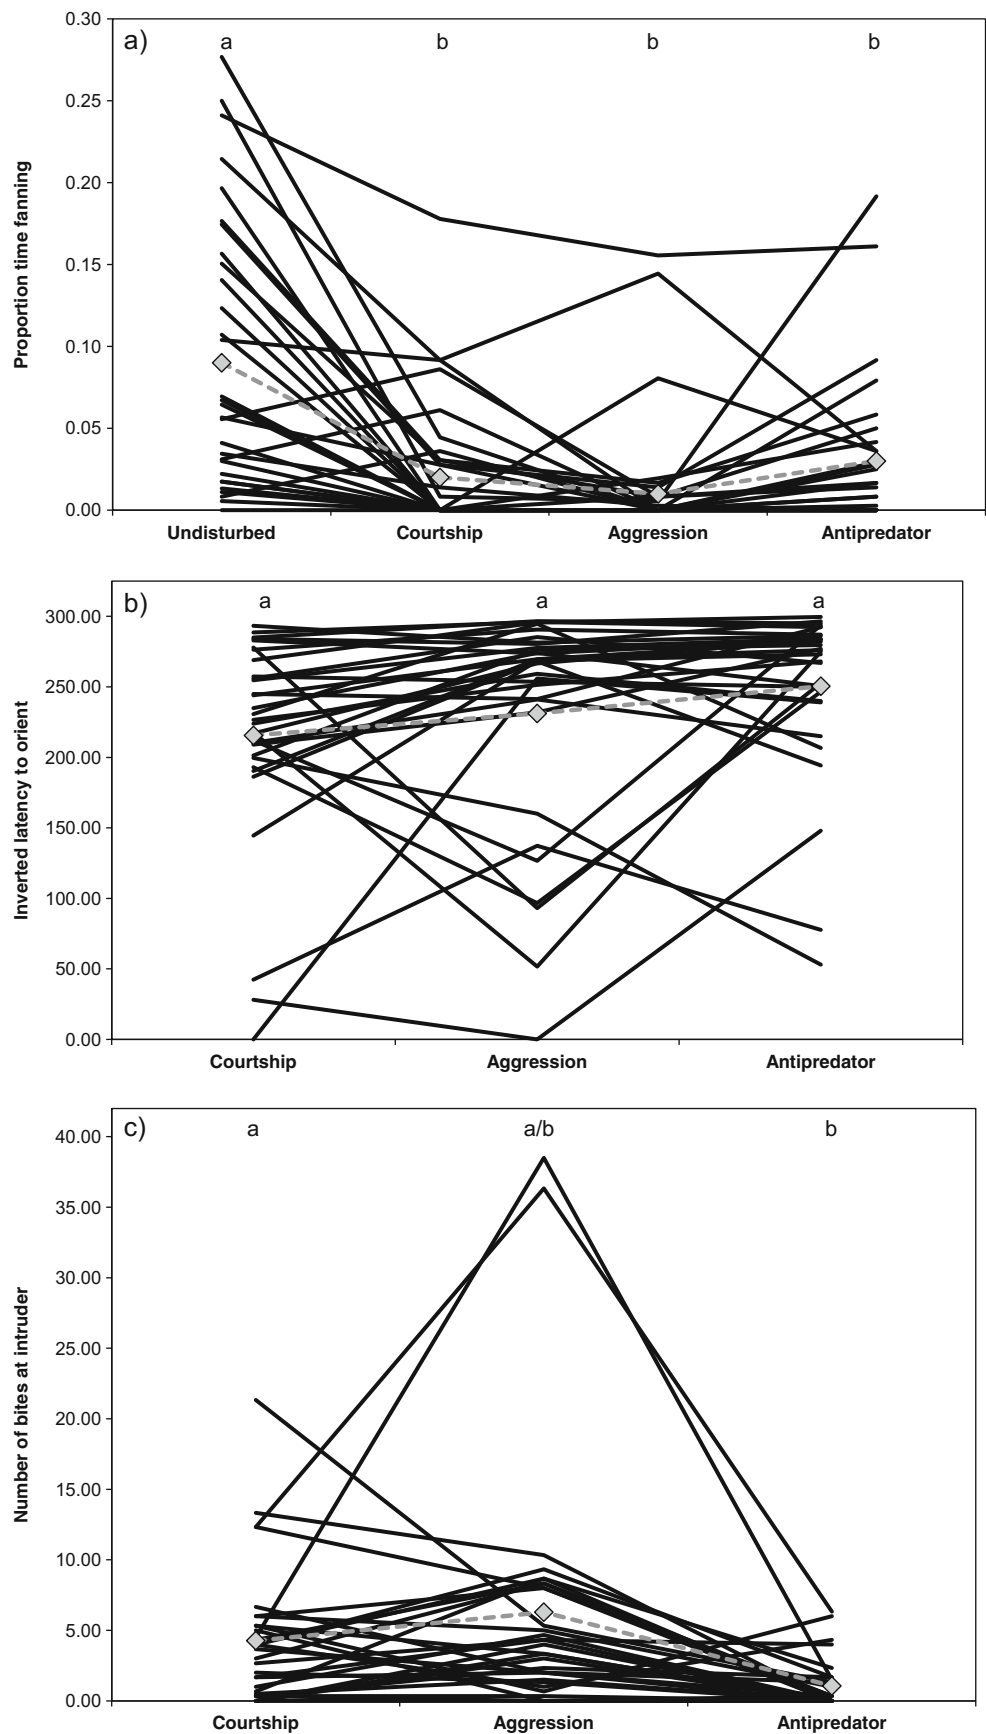 a)
a b b b
Proportion time fanning
0.30
0.25
0.20
0.15
0.10
0.05
0.00
Undisturbed Courtship Aggression Antipredator
b)
a a a
Inverted latency to orient
300.00
250.00
200.00
150.00
100.00
50.00
0.00
Courtship Aggression Antipredator
c)
a a/b b
Number of bites at intruder
40.00
35.00
30.00
25.00
20.00
15.00
10.00
5.00
0.00
Courtship Aggression Antipredator